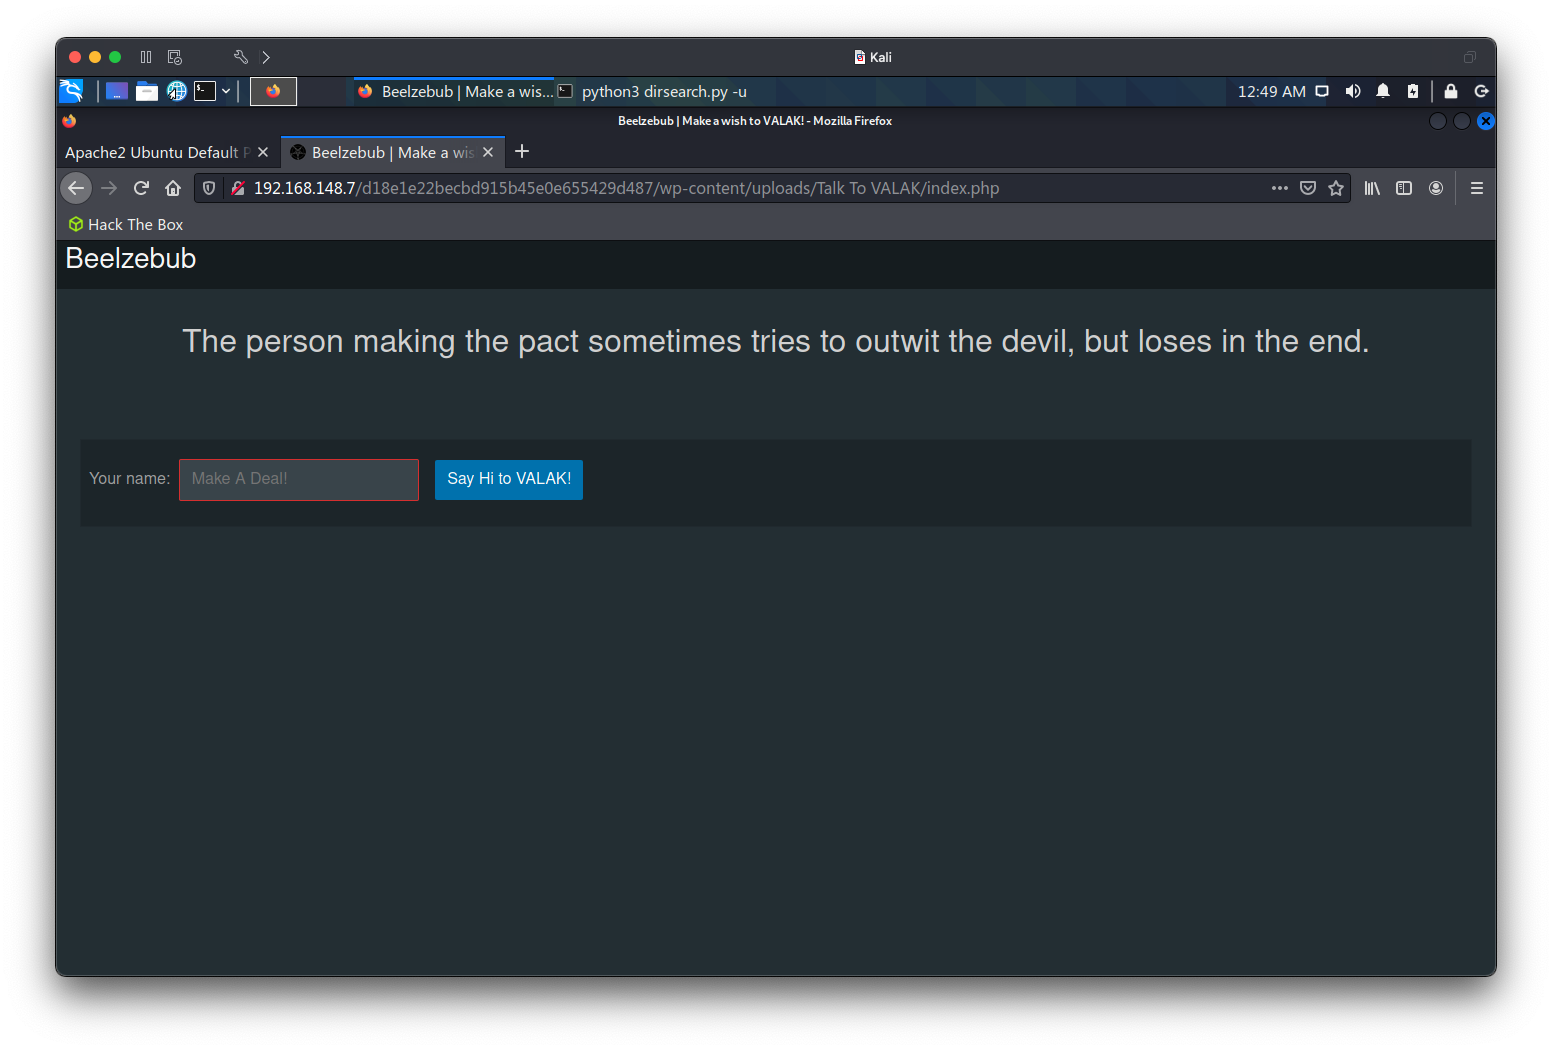 Kali
Beelzebub | Make a wis... python3 dirsearch.py -u 12:49 AM
Beelzebub | Make a wish to VALAK! - Mozilla Firefox
Apache2 Ubuntu Default P Beelzebub | Make a wis
192.168.148.7/d18e1e22becbd915b45e0e655429d487/wp-content/uploads/Talk To VALAK/index.php
Hack The Box
Beelzebub
The person making the pact sometimes tries to outwit the devil, but loses in the end.
Your name: Make A Deal! Say Hi to VALAK!